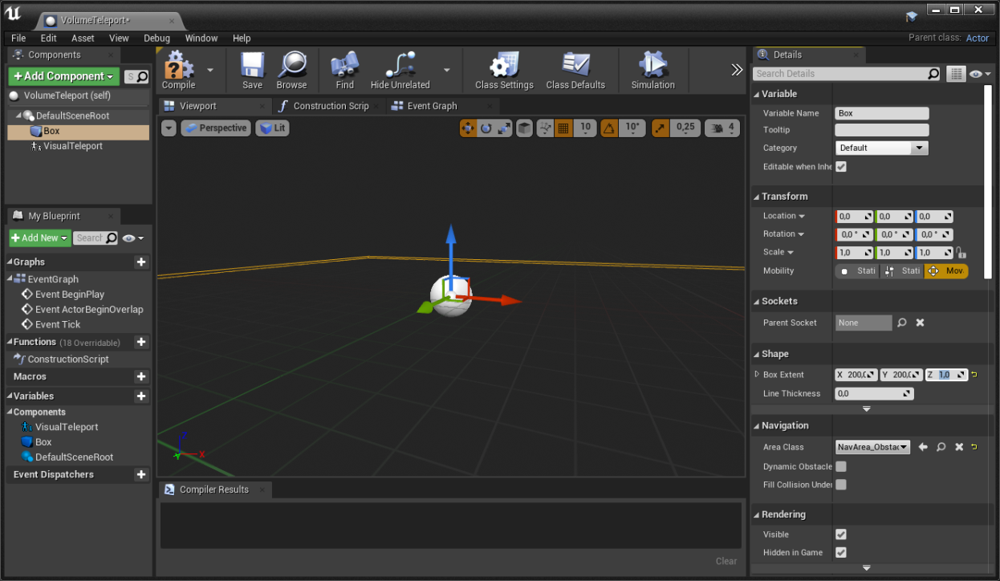 VolumeTeleport*
File Edit Asset View Debug Window Help
Parent class: Actor
Components
+Add Component
S
VolumeTeleport (self)
DefaultSceneRoot
Box
VisualTeleport
My Blueprint
+Add New
Search
Graphs
EventGraph
Event BeginPlay
Event ActorBeginOverlap
Event Tick
Functions (18 Overridable)
ConstructionScript
Macros
Variables
Components
VisualTeleport
Box
DefaultSceneRoot
Event Dispatchers
Compile
Save
Browse
Find
Hide Unrelated
Class Settings
Class Defaults
Simulation
Viewport
Construction Scrip
Event Graph
Perspective
Lit
10
10°
0,25
4
Z
X
Y
Compiler Results
Clear
Details
Search Details
Variable
Variable Name Box
Tooltip
Category Default
Editable when Inhe
Transform
Location 0,0 0,0 0,0
Rotation 0,0 ° 0,0 ° 0,0 °
Scale 1,0 1,0 1,0
Mobility Stati Stati Mov
Sockets
Parent Socket None
Shape
Box Extent X 200,0 Y 200,0 Z 1,0
Line Thickness 0,0
Navigation
Area Class NavArea_Obstac
Dynamic Obstacle
Fill Collision Under
Rendering
Visible
Hidden in Game